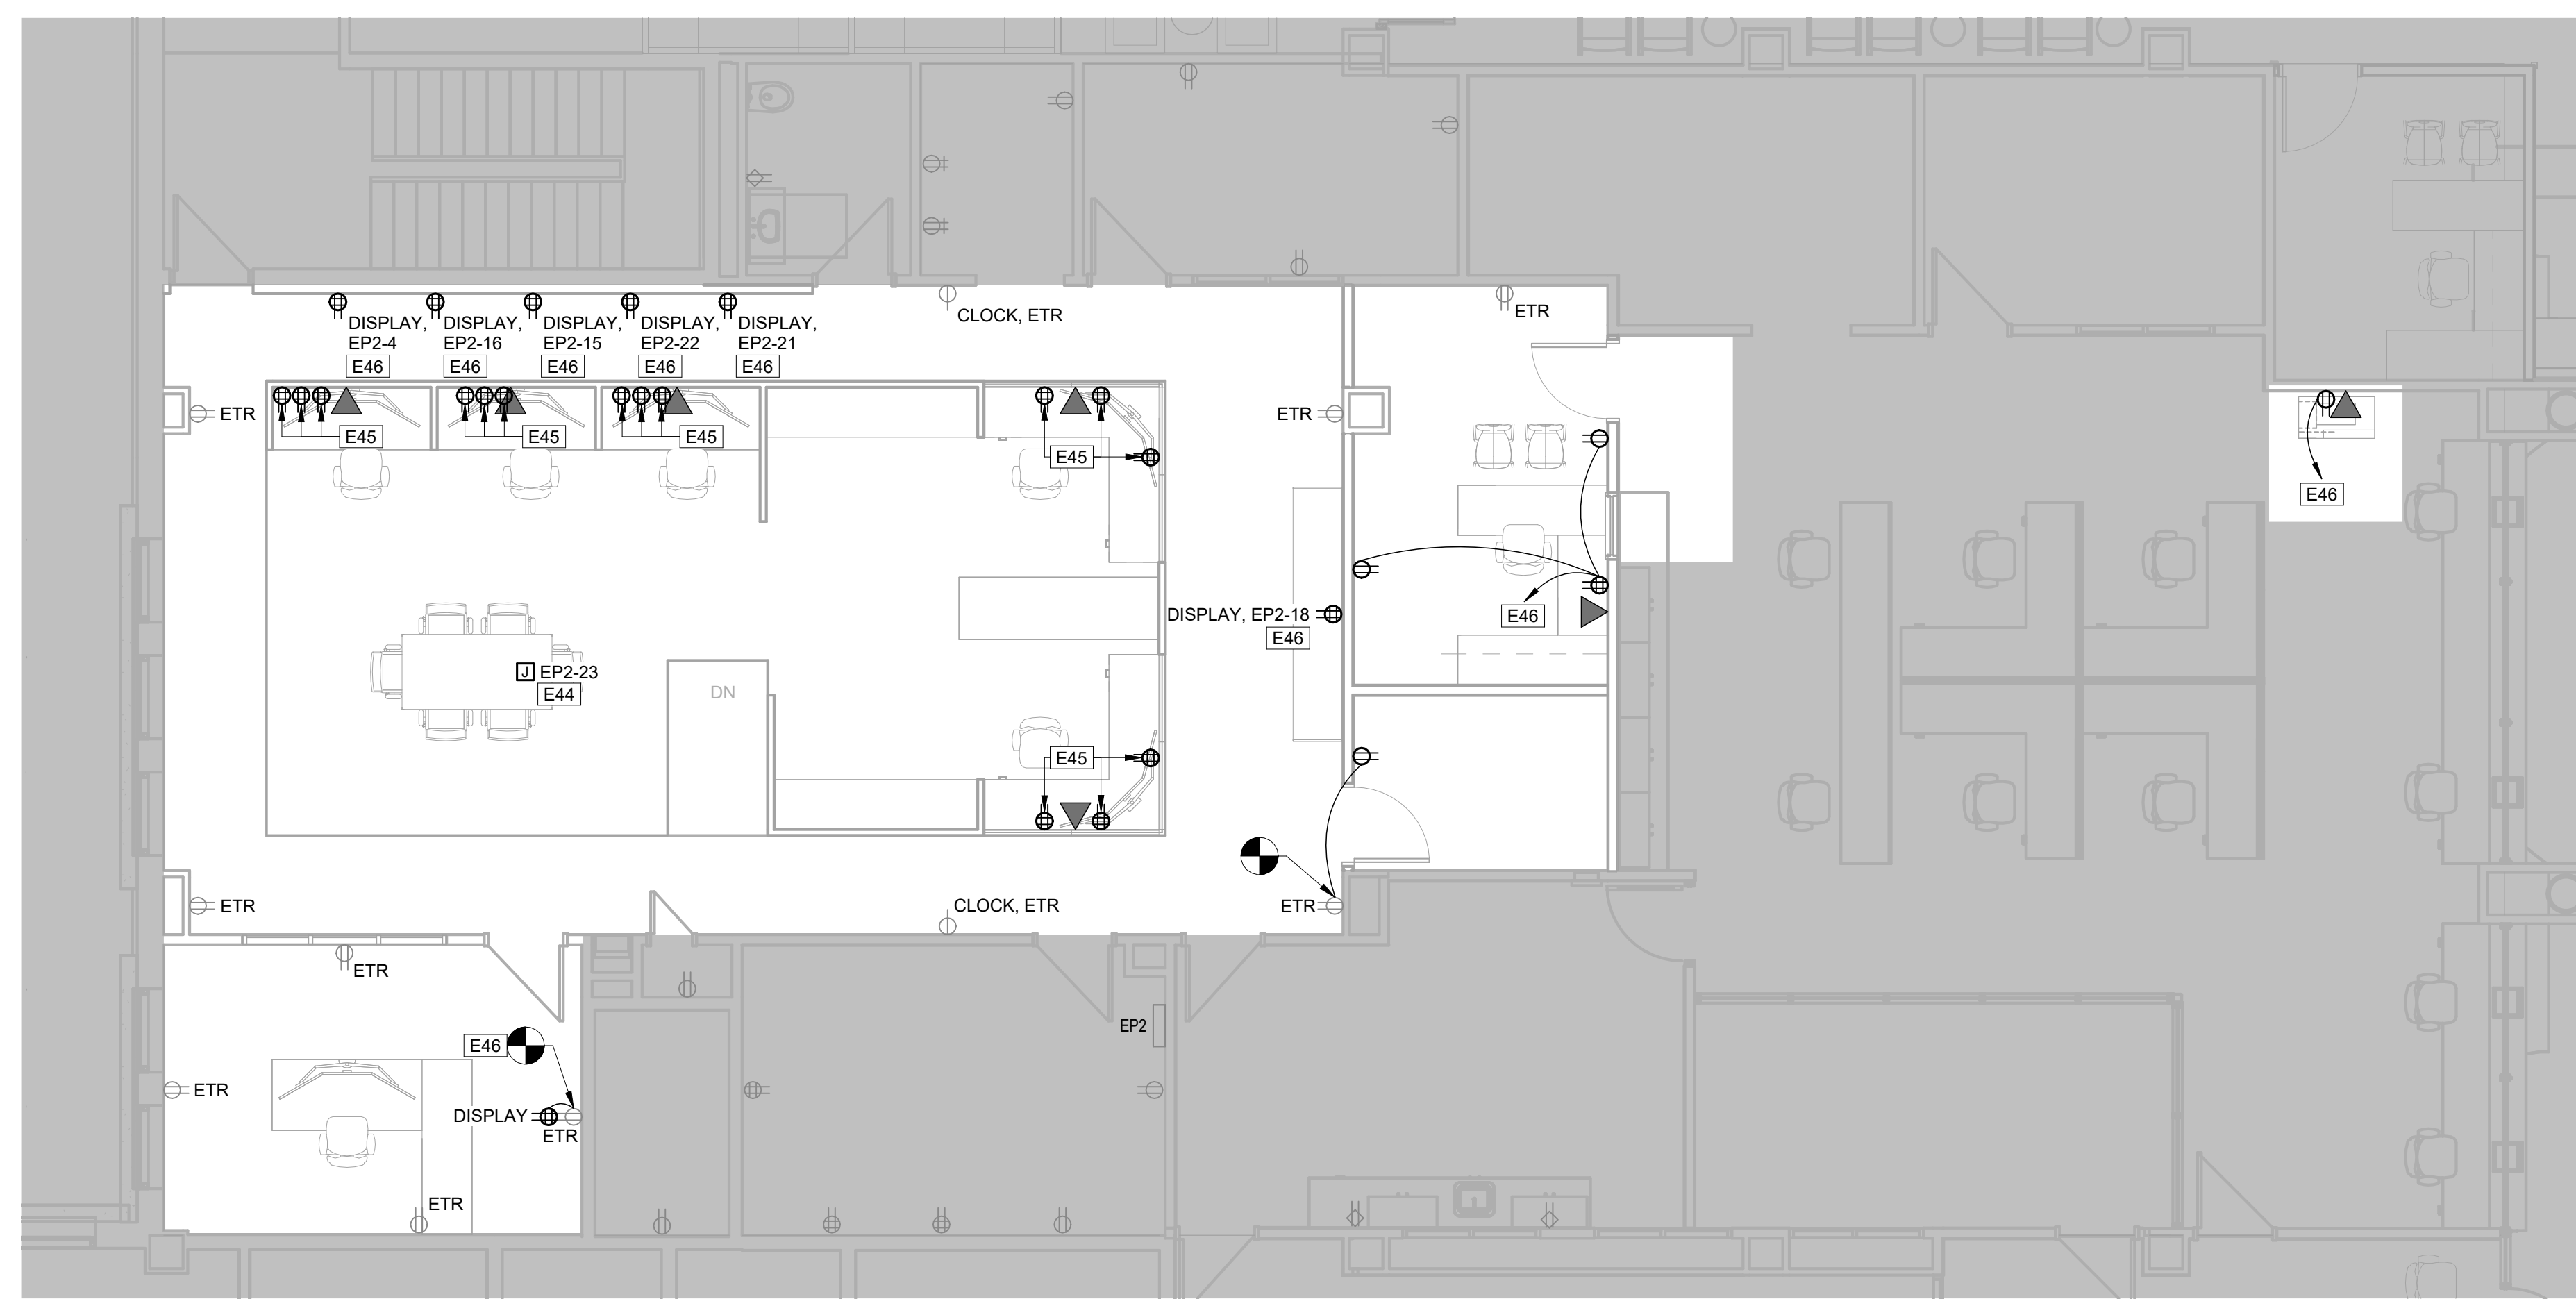 CLOCK, ETR
ETR
DISPLAY,
EP2-4
E46
DISPLAY,
EP2-16
E46
DISPLAY,
EP2-15
E46
DISPLAY,
EP2-22
E46
DISPLAY,
EP2-21
E46
ETR
E45
E45
E45
E45
ETR
E46
DISPLAY, EP2-18
E46
E46
J EP2-23
E44
DN
E45
ETR
CLOCK, ETR
ETR
ETR
EP2
E46
ETR
DISPLAY
ETR
ETR